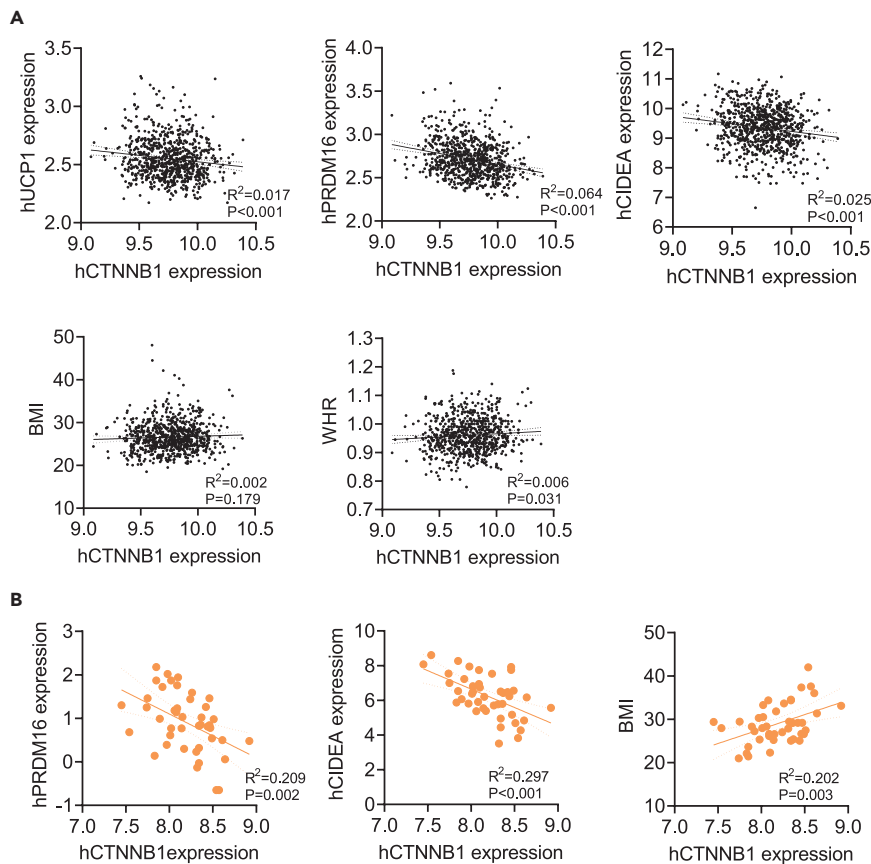 A
hUCP1 expression
3.5
3.0
2.5
2.0
9.0 9.5 10.0 10.5
R²=0.017
P<0.001
hCTNNB1 expression
hPRDM16 expression
4.0
3.5
3.0
2.5
2.0
9.0 9.5 10.0 10.5
R²=0.064
P<0.001
hCTNNB1 expression
hCIDEA expression
12
11
10
9
8
7
6
9.0 9.5 10.0 10.5
R²=0.025
P<0.001
hCTNNB1 expression
BMI
50
40
30
20
10
9.0 9.5 10.0 10.5
R²=0.002
P=0.179
hCTNNB1 expression
WHR
1.3
1.2
1.1
1.0
0.9
0.8
0.7
9.0 9.5 10.0 10.5
R²=0.006
P=0.031
hCTNNB1 expression
B
hPRDM16 expression
3
2
1
0
-1
7.0 7.5 8.0 8.5 9.0
R²=0.209
P=0.002
hCTNNB1expression
hCIDEA expressiom
10
8
6
4
2
0
7.0 7.5 8.0 8.5 9.0
R²=0.297
P<0.001
hCTNNB1 expression
BMI
50
40
30
20
10
7.0 7.5 8.0 8.5 9.0
R²=0.202
P=0.003
hCTNNB1 expression